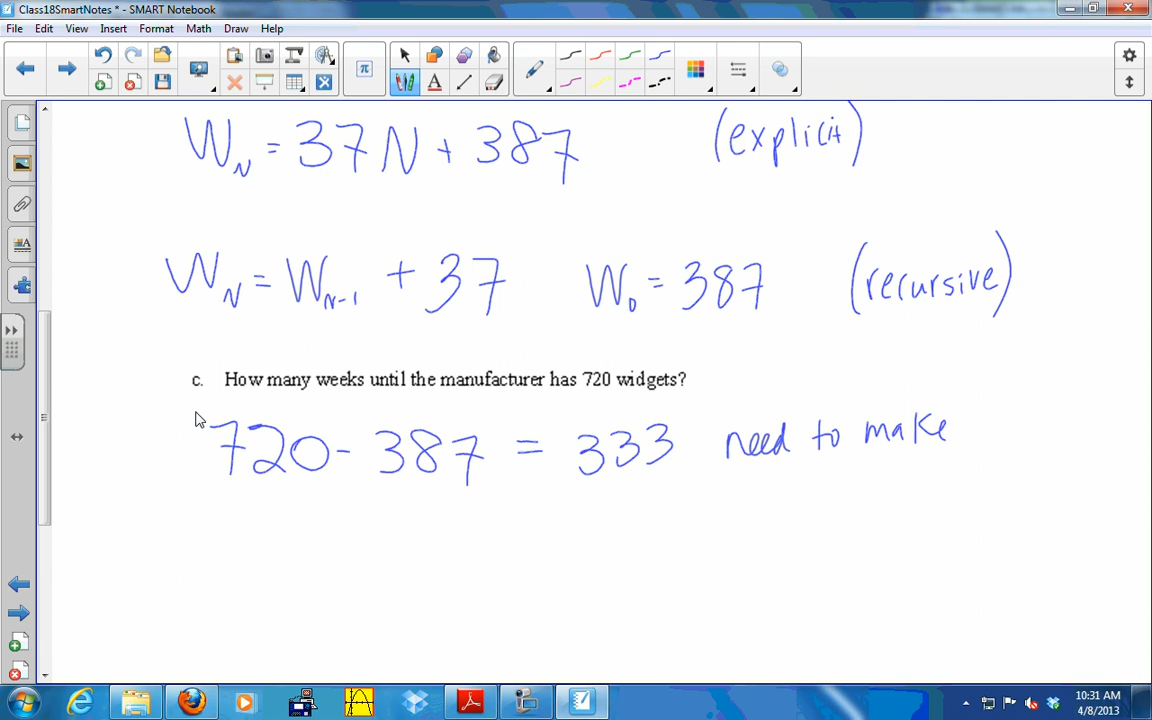 Class18SmartNotes * - SMART Notebook
File Edit View Insert Format Math Draw Help
π
A
W_N = 37N + 387 (explicit)
W_N = W_{N-1} + 37 W_0 = 387 (recursive)
c. How many weeks until the manufacturer has 720 widgets?
720 - 387 = 333 need to make
10:31 AM
4/8/2013